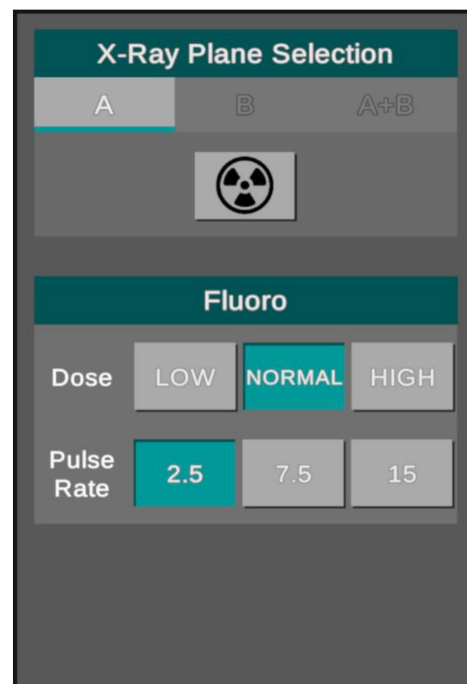 X-Ray Plane Selection
A B A+B
Fluoro
Dose LOW NORMAL HIGH
Pulse
Rate 2.5 7.5 15